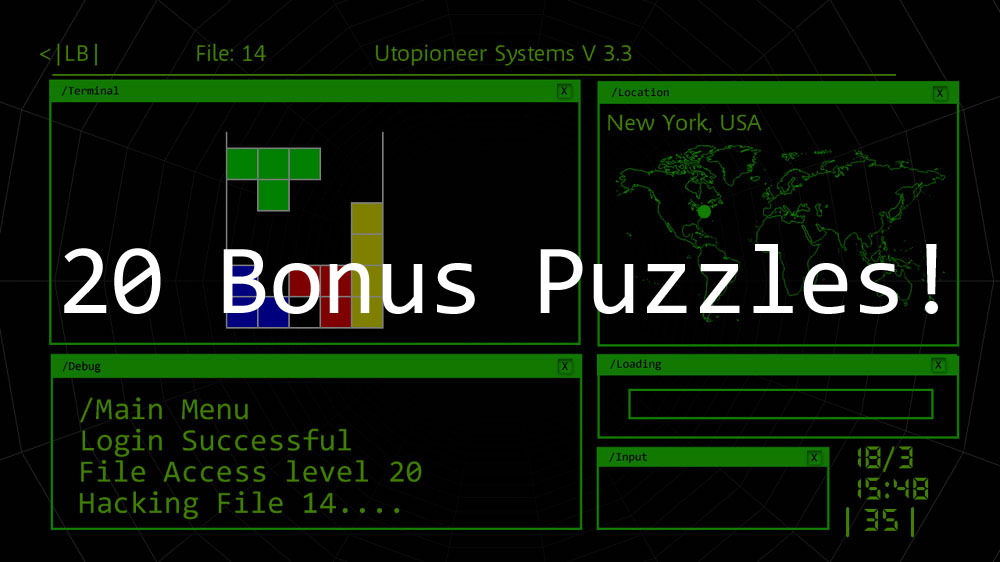 <|LB| File: 14 Utopioneer Systems V 3.3
/Terminal X
/Location X
New York, USA
20 Bonus Puzzles!
/Debug X
/Main Menu
Login Successful
File Access level 20
Hacking File 14....
/Loading X
/Input X
18/3
15:48
| 35 |